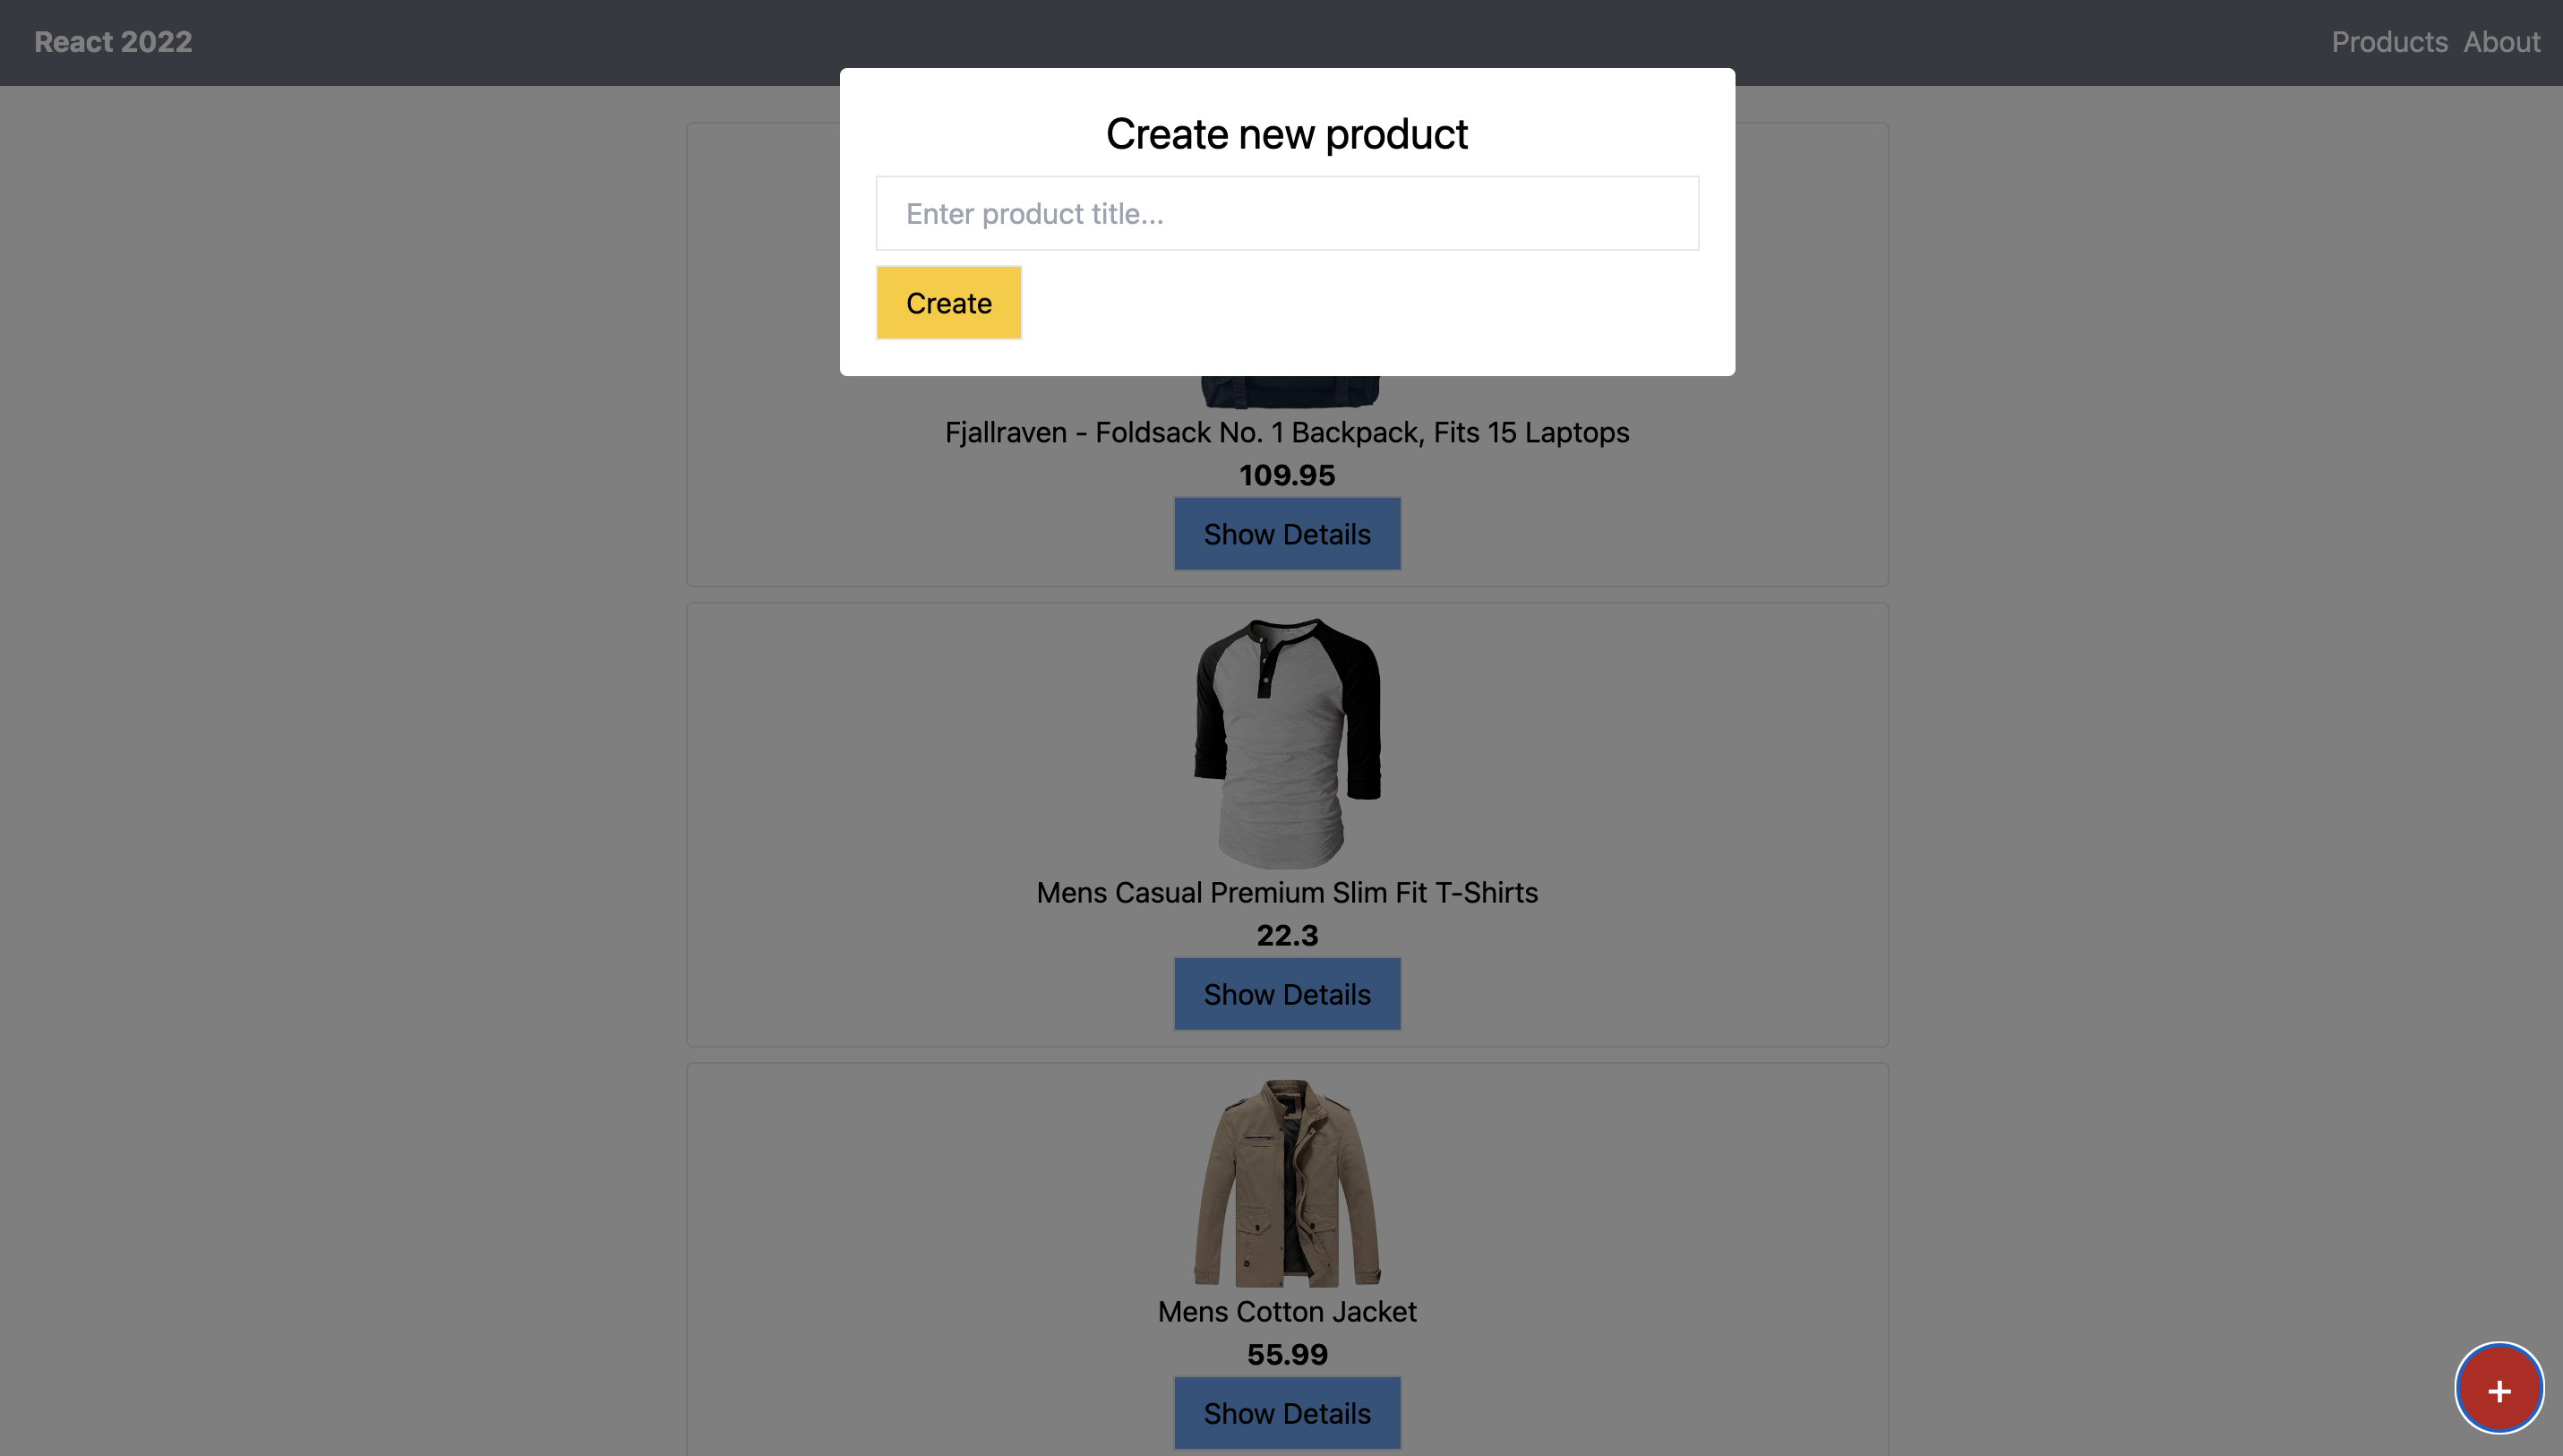 React 2022
Products About
Create new product
Enter product title...
Create
Fjallraven - Foldsack No. 1 Backpack, Fits 15 Laptops
109.95
Show Details
Mens Casual Premium Slim Fit T-Shirts
22.3
Show Details
Mens Cotton Jacket
55.99
Show Details
+